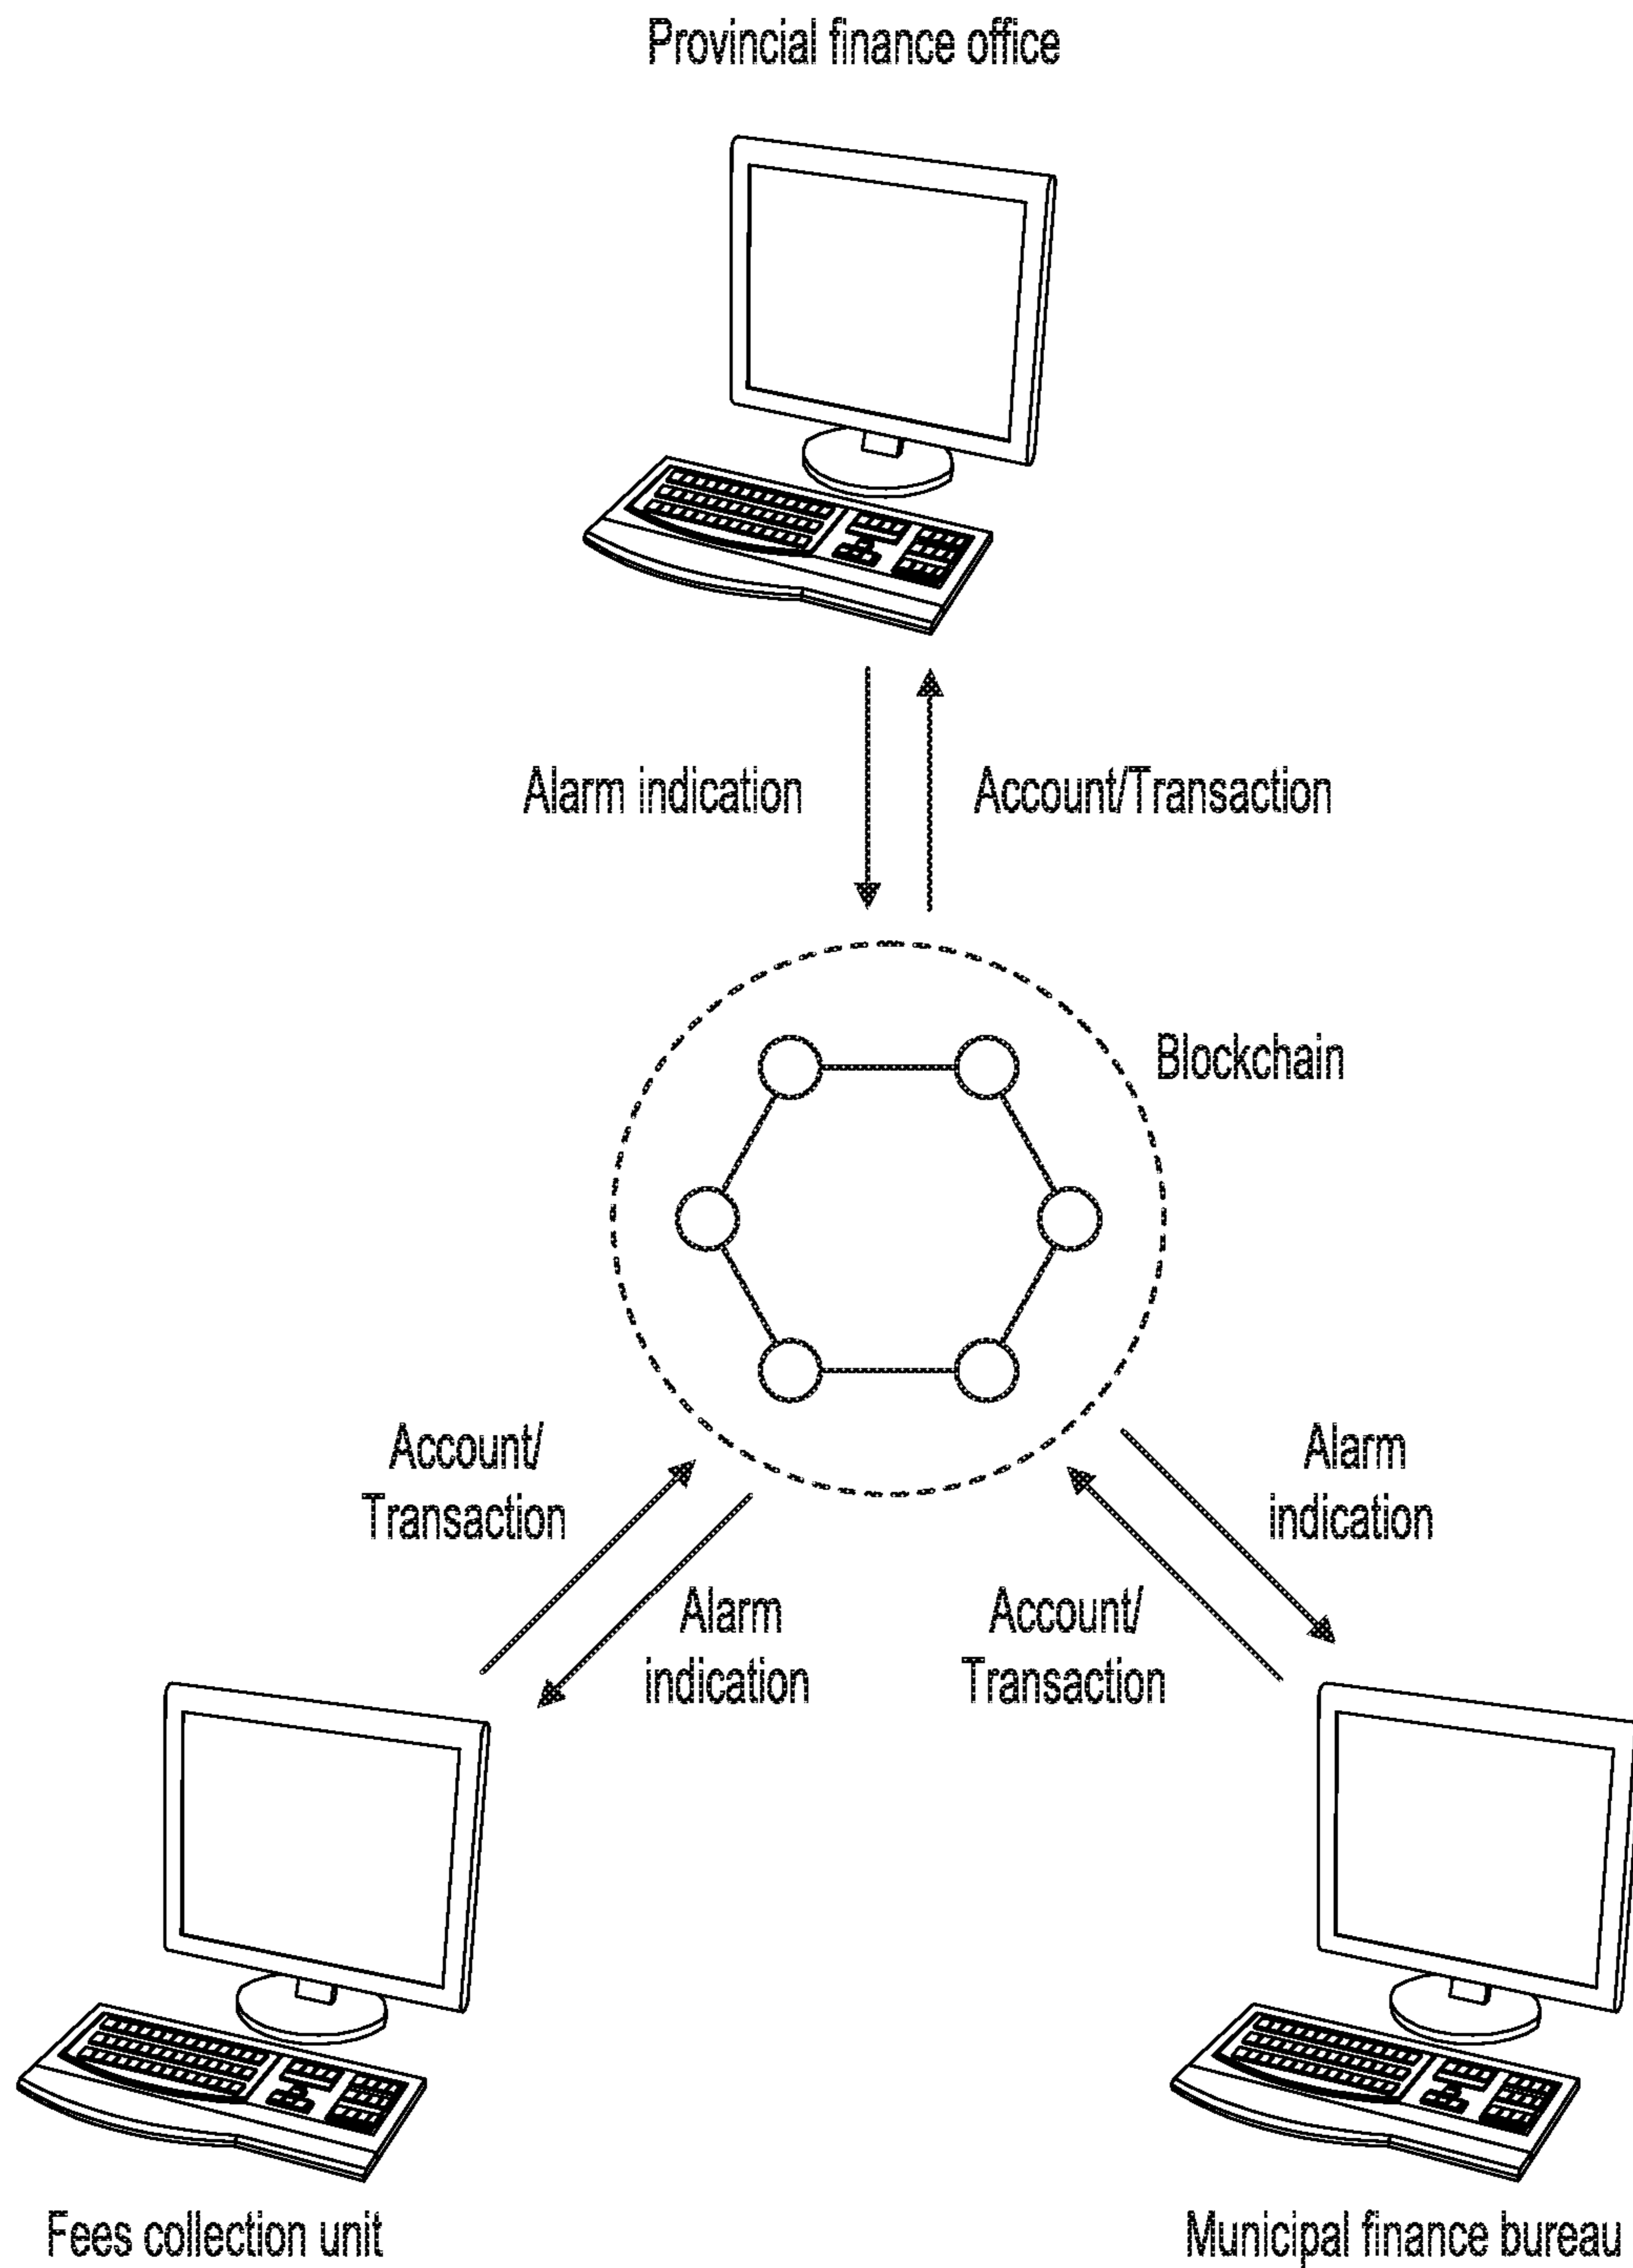 Provincial finance office
Alarm indication
Account/Transaction
Blockchain
Account/
Transaction
Alarm
indication
Alarm
indication
Account/
Transaction
Fees collection unit
Municipal finance bureau